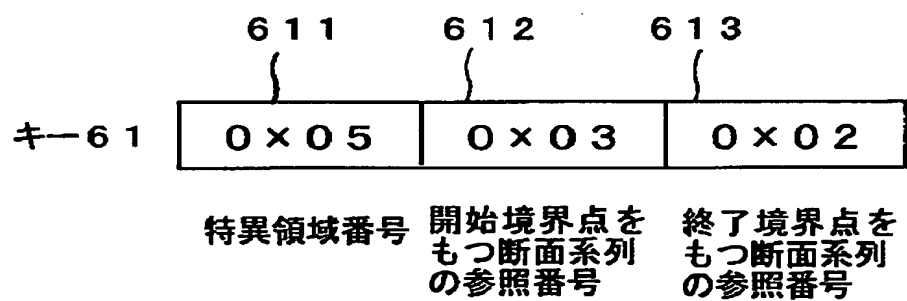 611 612 613
キー61 0×05 0×03 0×02
特異領域番号
開始境界点を
もつ断面系列
の参照番号
終了境界点を
もつ断面系列
の参照番号